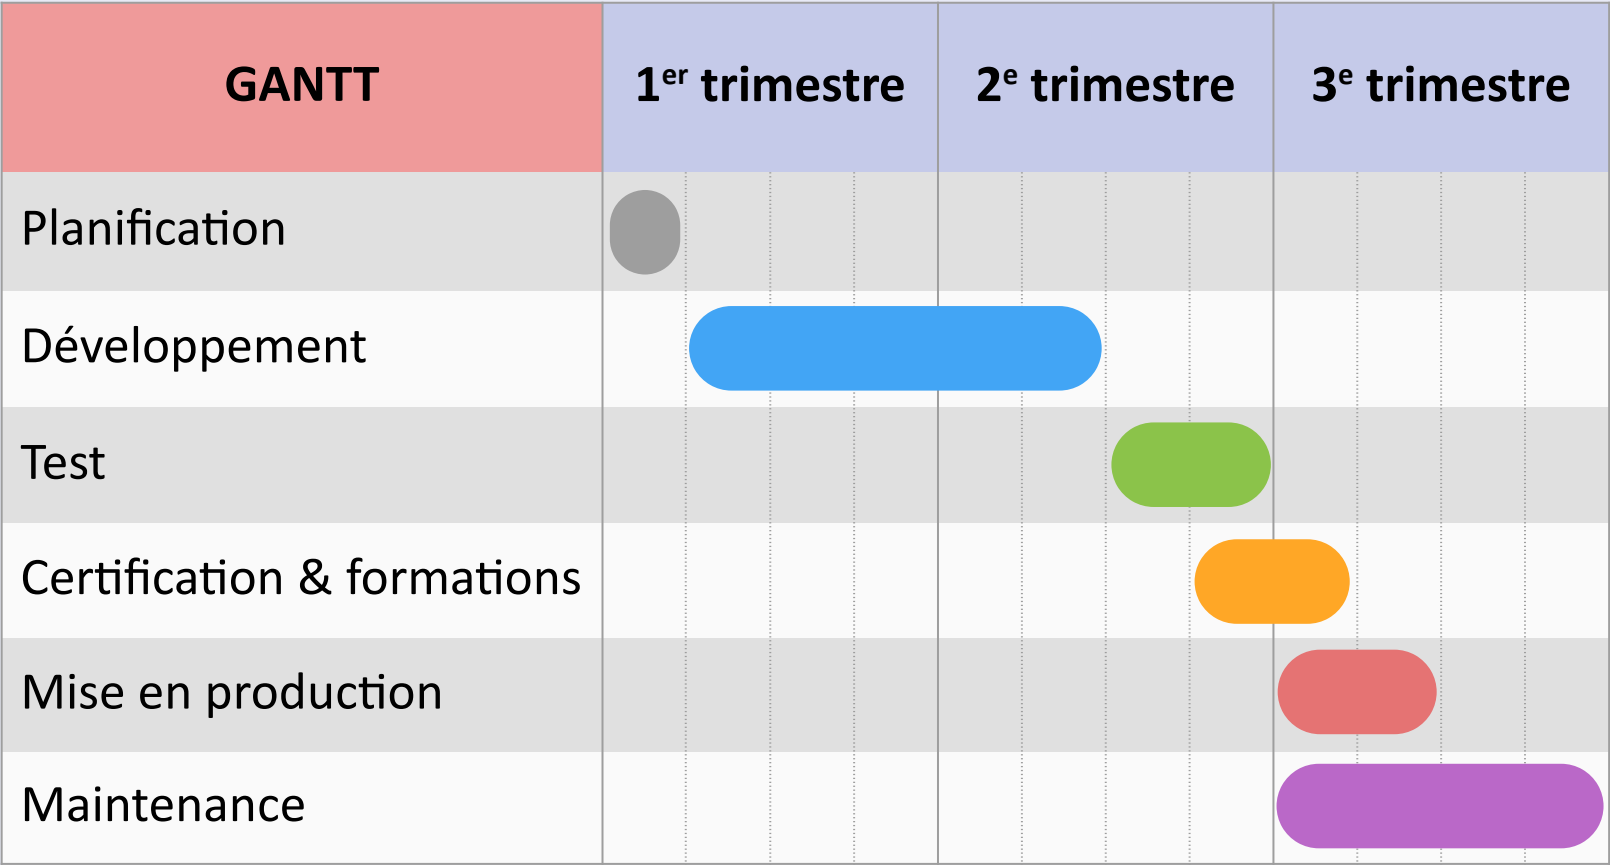 GANTT
1er trimestre
2e trimestre
3e trimestre
Planification
Développement
Test
Certification & formations
Mise en production
Maintenance